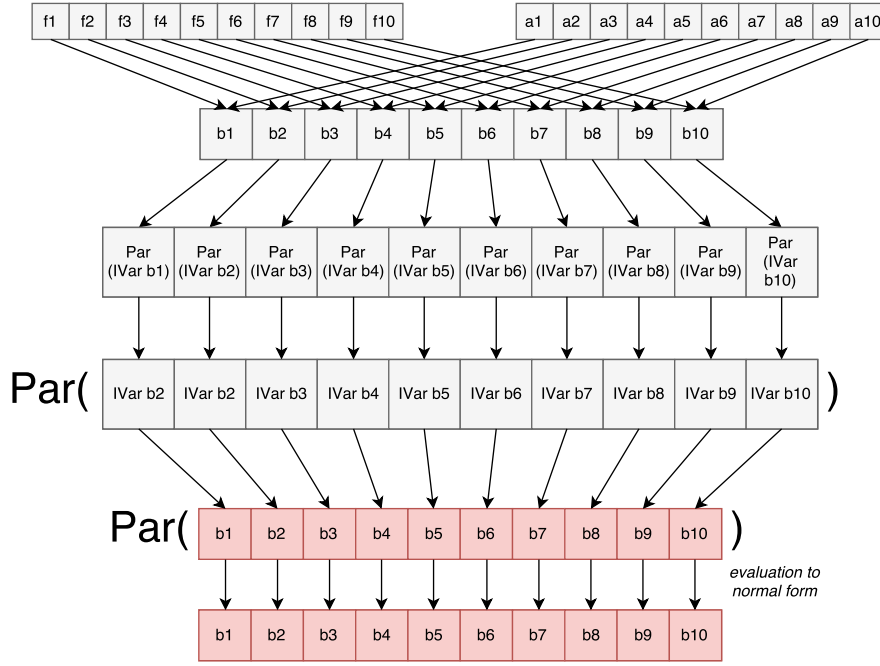 f1 f2 f3 f4 f5 f6 f7 f8 f9 f10 a1 a2 a3 a4 a5 a6 a7 a8 a9 a10
b1 b2 b3 b4 b5 b6 b7 b8 b9 b10
Par (IVar b1) Par (IVar b2) Par (IVar b3) Par (IVar b4) Par (IVar b5) Par (IVar b6) Par (IVar b7) Par (IVar b8) Par (IVar b9) Par (IVar b10)
Par( IVar b2 IVar b2 IVar b3 IVar b4 IVar b5 IVar b6 IVar b7 IVar b8 IVar b9 IVar b10 )
Par( b1 b2 b3 b4 b5 b6 b7 b8 b9 b10 )
evaluation to
normal form
b1 b2 b3 b4 b5 b6 b7 b8 b9 b10